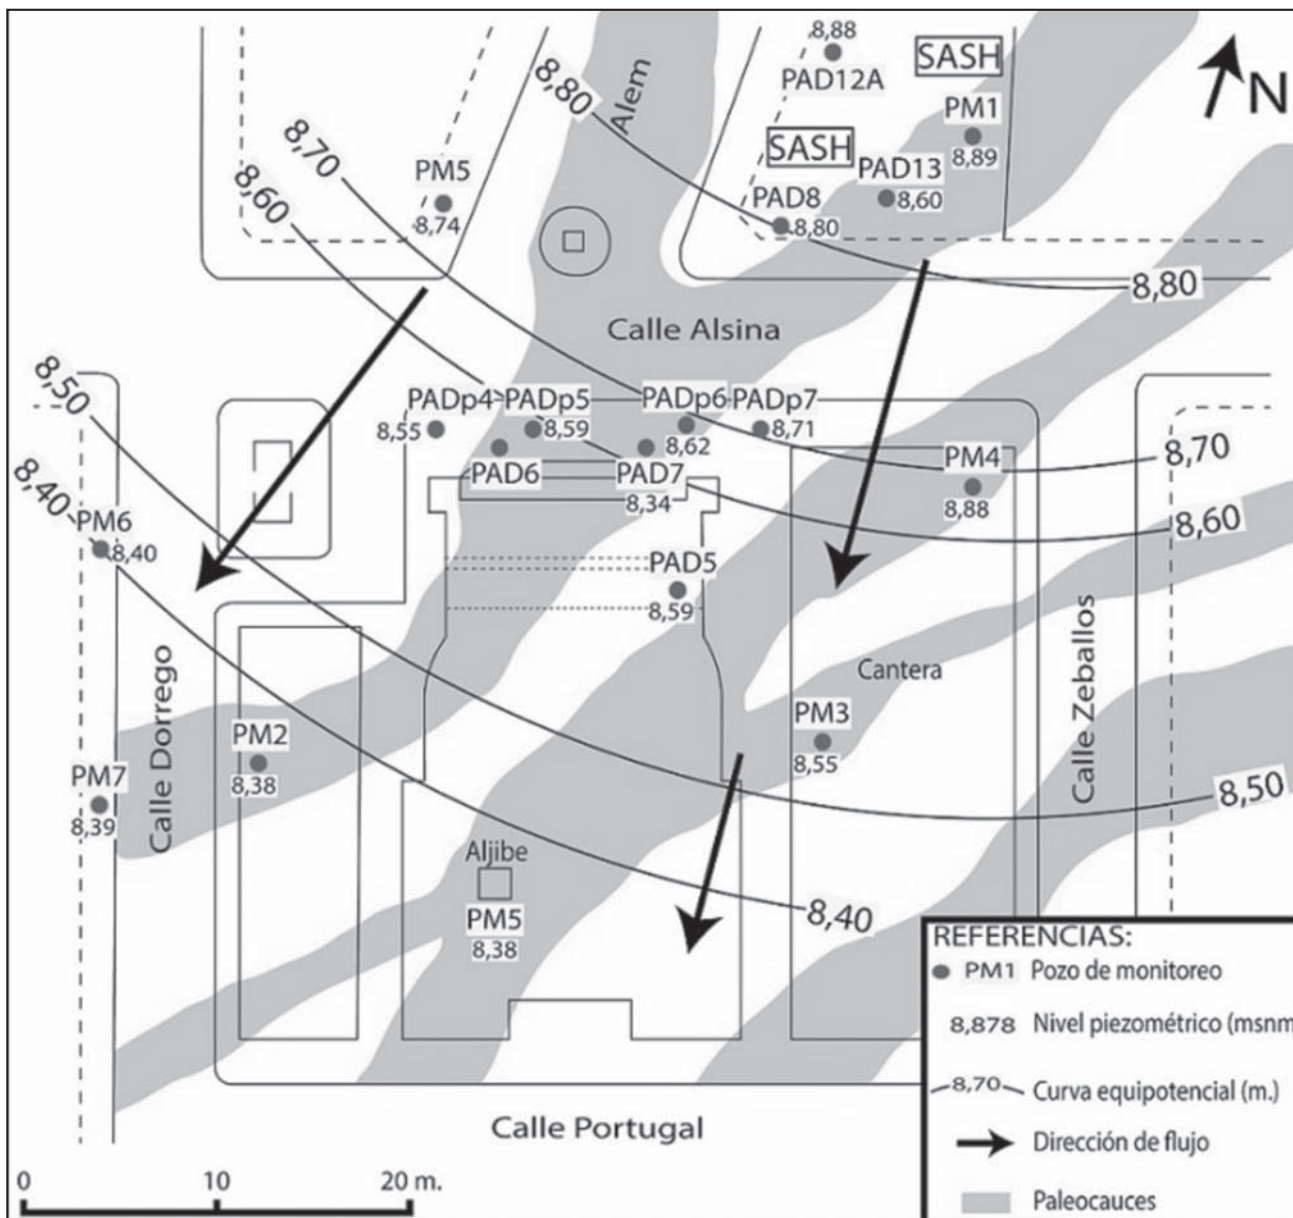 8,88
PAD12A
SASH
N
8,80
Alem
PM1
8,89
SASH
8,70
PM5
8,74
PAD13
8,60
PAD8
8,80
8,60
8,80
Calle Alsina
8,50
PADp4
8,55
PADp5
8,59
PADp6
8,62
PADp7
8,71
PAD6
PAD7
8,34
PM4
8,88
8,70
8,40
PM6
8,40
8,60
PAD5
8,59
Cantera
Calle Zeballos
Calle Dorrego
PM2
8,38
PM3
8,55
PM7
8,39
8,50
Aljibe
PM5
8,38
8,40
REFERENCIAS:
PM1 Pozo de monitoreo
8,878 Nivel piezométrico (msnm
8,70 Curva equipotencial (m.)
Dirección de flujo
Paleocauces
Calle Portugal
0 10 20 m.